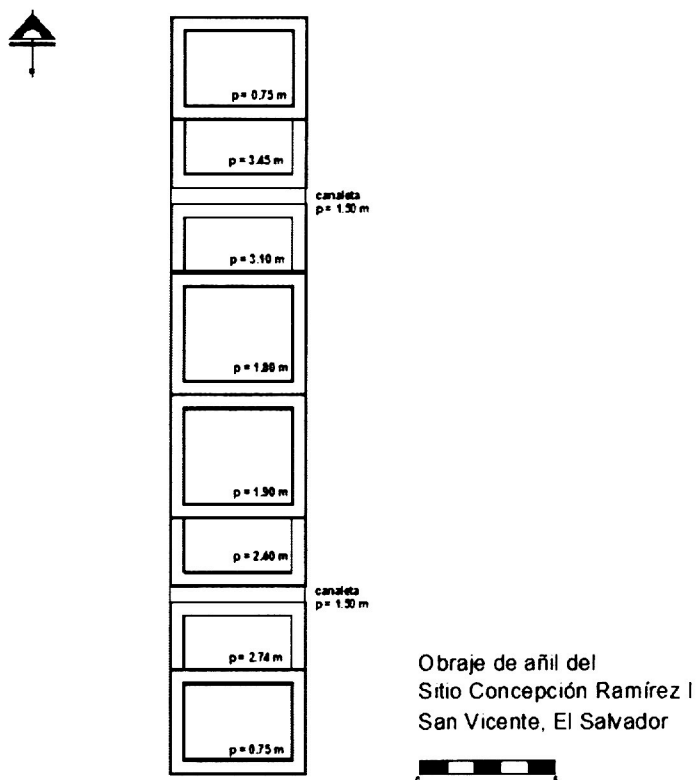 p = 0.75 m
p = 3.45 m
canaleta
p = 1.50 m
p = 3.10 m
p = 1.80 m
p = 1.90 m
p = 2.40 m
canaleta
p = 1.50 m
p = 2.74 m
p = 0.75 m
Obraje de añil del
Sitio Concepción Ramírez I
San Vicente, El Salvador